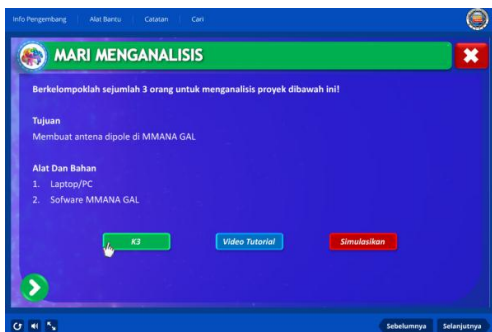 Info Pengembang Alat Bantu Catatan Cari
MARI MENGANALISIS
Berkelompoklah sejumlah 3 orang untuk menganalisis proyek dibawah ini!
Tujuan
Membuat antena dipole di MMANA GAL
Alat Dan Bahan
1. Laptop/PC
2. Sofware MMANA GAL
K3 Video Tutorial Simulasikan
Sebelumnya Selanjutnya